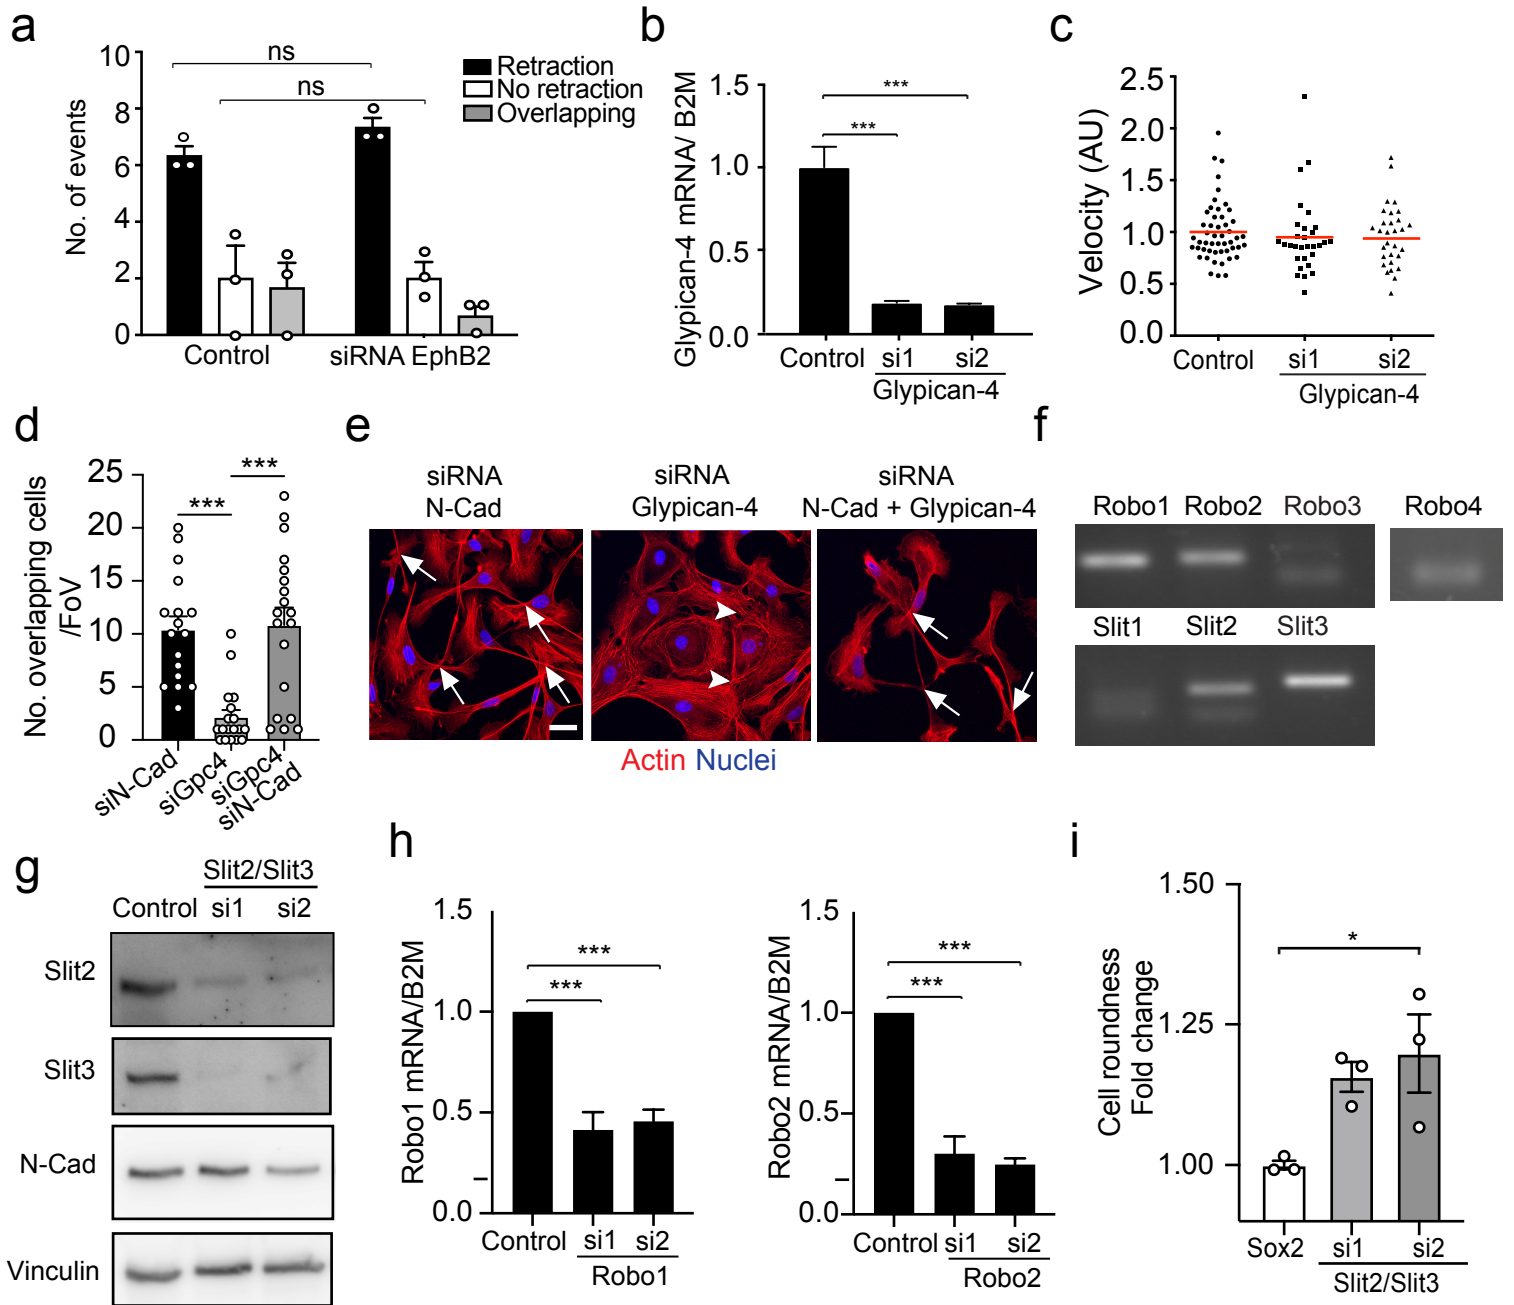 a
No. of events
10
8
6
4
2
0
ns
ns
Retraction
No retraction
Overlapping
Control
siRNA EphB2
b
Glypican-4 mRNA/ B2M
1.5
1.0
0.5
0.0
***
***
Control
si1
si2
Glypican-4
c
Velocity (AU)
2.5
2.0
1.5
1.0
0.5
0.0
Control
si1
si2
Glypican-4
d
No. overlapping cells
/FoV
25
20
15
10
5
0
***
***
siN-Cad
siGpc4
siGpc4
siN-Cad
e
siRNA
N-Cad
siRNA
Glypican-4
siRNA
N-Cad + Glypican-4
Actin Nuclei
f
Robo1 Robo2 Robo3 Robo4
Slit1 Slit2 Slit3
g
Slit2/Slit3
Control si1 si2
Slit2
Slit3
N-Cad
Vinculin
h
Robo1 mRNA/B2M
1.5
1.0
0.5
0.0
***
***
Control
si1
si2
Robo1
Robo2 mRNA/B2M
1.5
1.0
0.5
0.0
***
***
Control
si1
si2
Robo2
i
Cell roundness
Fold change
1.50
1.25
1.00
*
Sox2
si1
si2
Slit2/Slit3